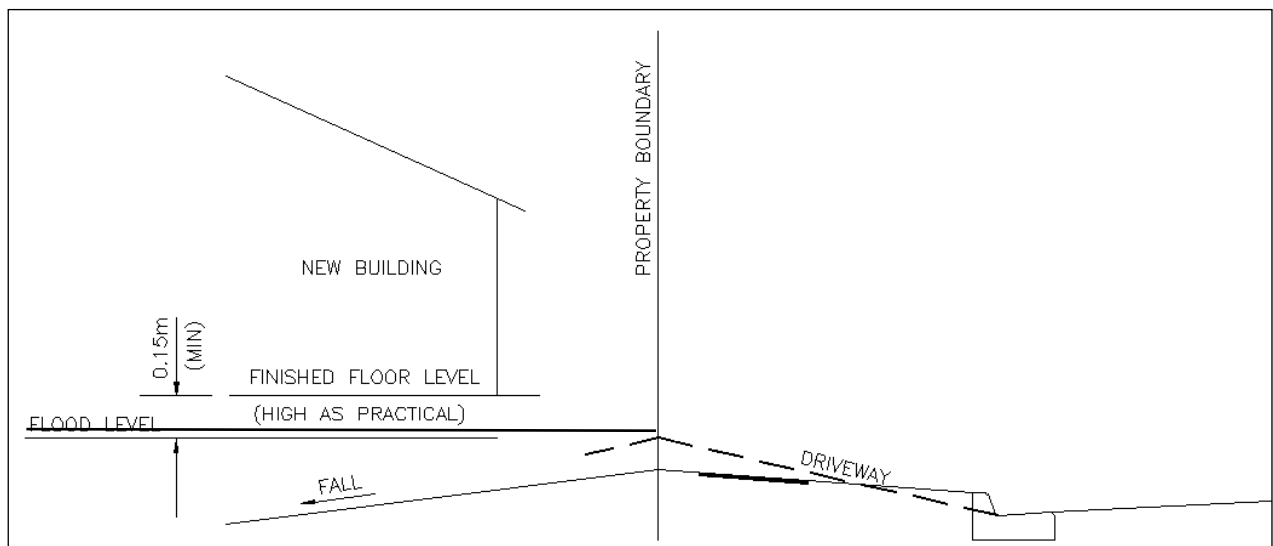 PROPERTY BOUNDARY
NEW BUILDING
0.15m
(MIN)
FINISHED FLOOR LEVEL
(HIGH AS PRACTICAL)
FLOOD LEVEL
DRIVEWAY
FALL